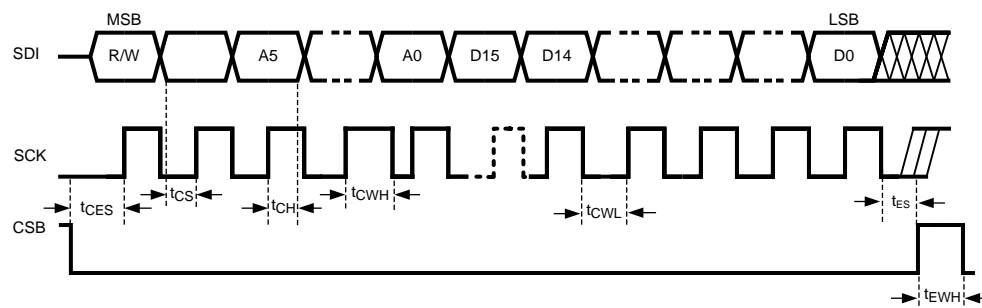 MSB LSB
SDI R/W A5 A0 D15 D14 D0
SCK
tCES tCS tCH tCWH tCWL tES
CSB
tEWH